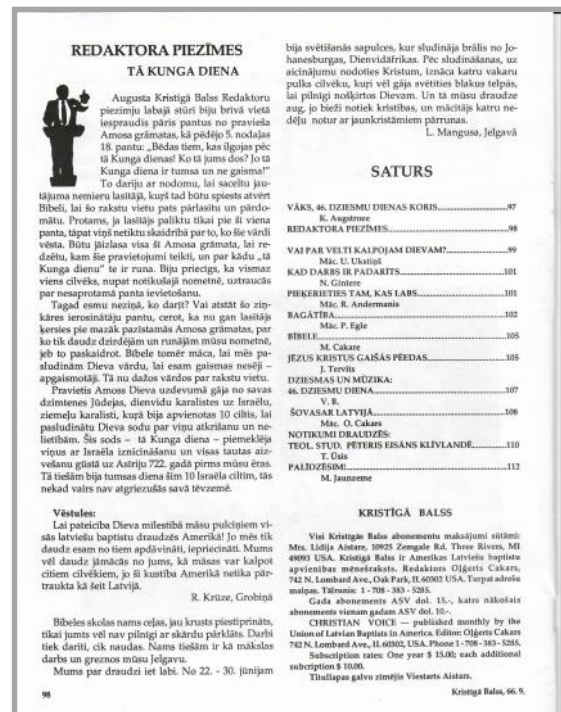 REDAKTORA PIEZĪMES
TĀ KUNGA DIENA
Augusta Kristīgā Balss Redaktoru
piezīmju labajā stūrī biju brīvā vietā
iespraudis pāris pantus no pravieša
Amosa grāmatas, kā pēdējo 5. nodaļas
18. pantu: „Bēdas tiem, kas ilgojas pēc
tā Kunga dienas! Ko tā jums dos? Jo tā
Kunga diena ir tumsa un ne gaisma!"
To dariju ar nodomu, lai saceltu jau-
tājuma nemieru lasītājā, kuŗš tad būtu spiests atvērt
Bībeli, lai šo rakstu vietu pats pārlasītu un pārdo-
mātu. Protams, ja lasītājs paliktu tikai pie šī viena
panta, tāpat viņš netiktu skaidrībā par to, ko šie vārdi
vēsta. Būtu jāizlasa visa šī Amosa grāmata, lai re-
dzētu, kam šie pravietojumi teikti, un par kādu „tā
Kunga dienu" te ir runa. Biju priecīgs, ka vismaz
viens cilvēks, nupat notikušajā nometnē, uztraucās
par nesaprotamā panta ievietošanu.
Tagad esmu neziņā, ko darīt? Vai atstāt šo ziņ-
kāres ierosinātāju pantu, cerot, ka nu gan lasītājs
ķersies pie mazāk pazīstamās Amosa grāmatas, par
ko tik daudz dzirdējām un runājām mūsu nometnē,
jeb to paskaidrot. Bībele tomēr māca, lai mēs pa-
sludinām Dieva vārdu, lai esam gaismas nesēji –
apgaismotāji. Tā nu dažos vārdos par rakstu vietu.
Pravietis Amoss Dieva uzdevumā gāja no savas
dzimtenes Jūdejas, dienvidu karalistes uz Israēlu,
ziemeļu karalisti, kuŗā bija apvienotas 10 ciltis, lai
pasludinātu Dieva sodu par viņu atkrišanu un ne-
lietībām. Šis sods – tā Kunga diena – piemeklēja
viņus ar Israēla iznīcināšanu un visas tautas aiz-
vešanu gūstā uz Asīriju 722. gadā pirms mūsu ēras.
Tā tiešām bija tumsas diena šīm 10 Israēla ciltīm, tās
nekad vairs nav atgriezušās savā tēvzemē.
Vēstules:
Lai pateicība Dieva mīlestībā māsu pulciņiem vi-
sās latviešu baptistu draudzēs Amerikā! Jo mēs tik
daudz esam no tiem apdāvināti, iepriecināti. Mums
vēl daudz jāmācās no jums, kā māsas var kalpot
citiem cilvēkiem, jo šī kustība Amerikā netika pār-
traukta kā šeit Latvijā.
R. Krūze, Grobiņā
Bībeles skolas nams ceļas, jau krusts piestiprināts,
tikai jumts vēl nav pilnīgi ar skārdu pārklāts. Darbi
tiek darīti, cik naudas. Nams tiešām ir kā mākslas
darbs un greznos mūsu Jelgavu.
Mums par draudzi iet labi. No 22. - 30. jūnijam
bija svētīšanās sapulces, kur sludināja brālis no Jo-
hanesburgas, Dienvidāfrikas. Pēc sludināšanas, uz
aicinājumu nodoties Kristum, iznāca katru vakaru
pulka cilvēku, kuŗi vēl gāja svētīties blakus telpās,
lai pilnīgi nošķirtos Dievam. Un tā mūsu draudze
aug, jo bieži notiek kristības, un mācītājs katru ne-
dēļu notur ar jaunkristāmiem pārrunas.
L. Mangusa, Jelgavā
SATURS
VĀKS, 46. DZIESMU DIENAS KORIS....97
K. Augstroze
REDAKTORA PIEZĪMES....98
VAI PAR VELTI KALPOJAM DIEVAM?....99
Māc. U. Ukstiņš
KAD DARBS IR PADARĪTS....101
N. Gintere
PIEĶERIETIES TAM, KAS LABS....101
Māc. R. Andermanis
BAGĀTĪBA....102
Māc. P. Egle
BĪBELE....105
M. Cakare
JĒZUS KRISTUS GAIŠĀS PĒEDAS....105
J. Tervits
DZIESMAS UN MŪZIKA:
46. DZIESMU DIENA....107
V. B.
ŠOVASAR LATVIJĀ....108
Māc. O. Cakars
NOTIKUMI DRAUDZĒS:
TEOL. STUD. PĒTERIS EISĀNS KLĪVLANDĒ....110
T. Ūsis
PALĪDZĒSIM!....112
M. Jaunzeme
KRISTĪGĀ BALSS
Visi Kristīgās Balss abonementu maksājumi sūtāmi:
Mrs. Lidija Aistare, 10925 Zemgale Rd. Three Rivers, MI
49093 USA. Kristīgā Balss ir Amerikas Latviešu baptistu
apvienības mēnešraksts. Redaktors Oļģerts Cakars,
742 N. Lombard Ave., Oak Park, IL 60302 USA. Turpat adrešu
maiņas. Tālrunis: 1 - 708 - 383 - 5285.
Gada abonements ASV dol. 15.-, katrs nākošais
abonements vienam gadam ASV dol. 10.-.
CHRISTIAN VOICE — published monthly by the
Union of Latvian Baptists in America. Editor: Oļģerts Cakars
742 N. Lombard Ave., IL 60302, USA. Phone 1 - 708 - 383 - 5285.
Subscription rates: One year $ 15.00; each additional
subcription $ 10.00.
Titullapas galvu zīmējis Viestarts Aistars.
98
Kristīgā Balss, 66. 9.